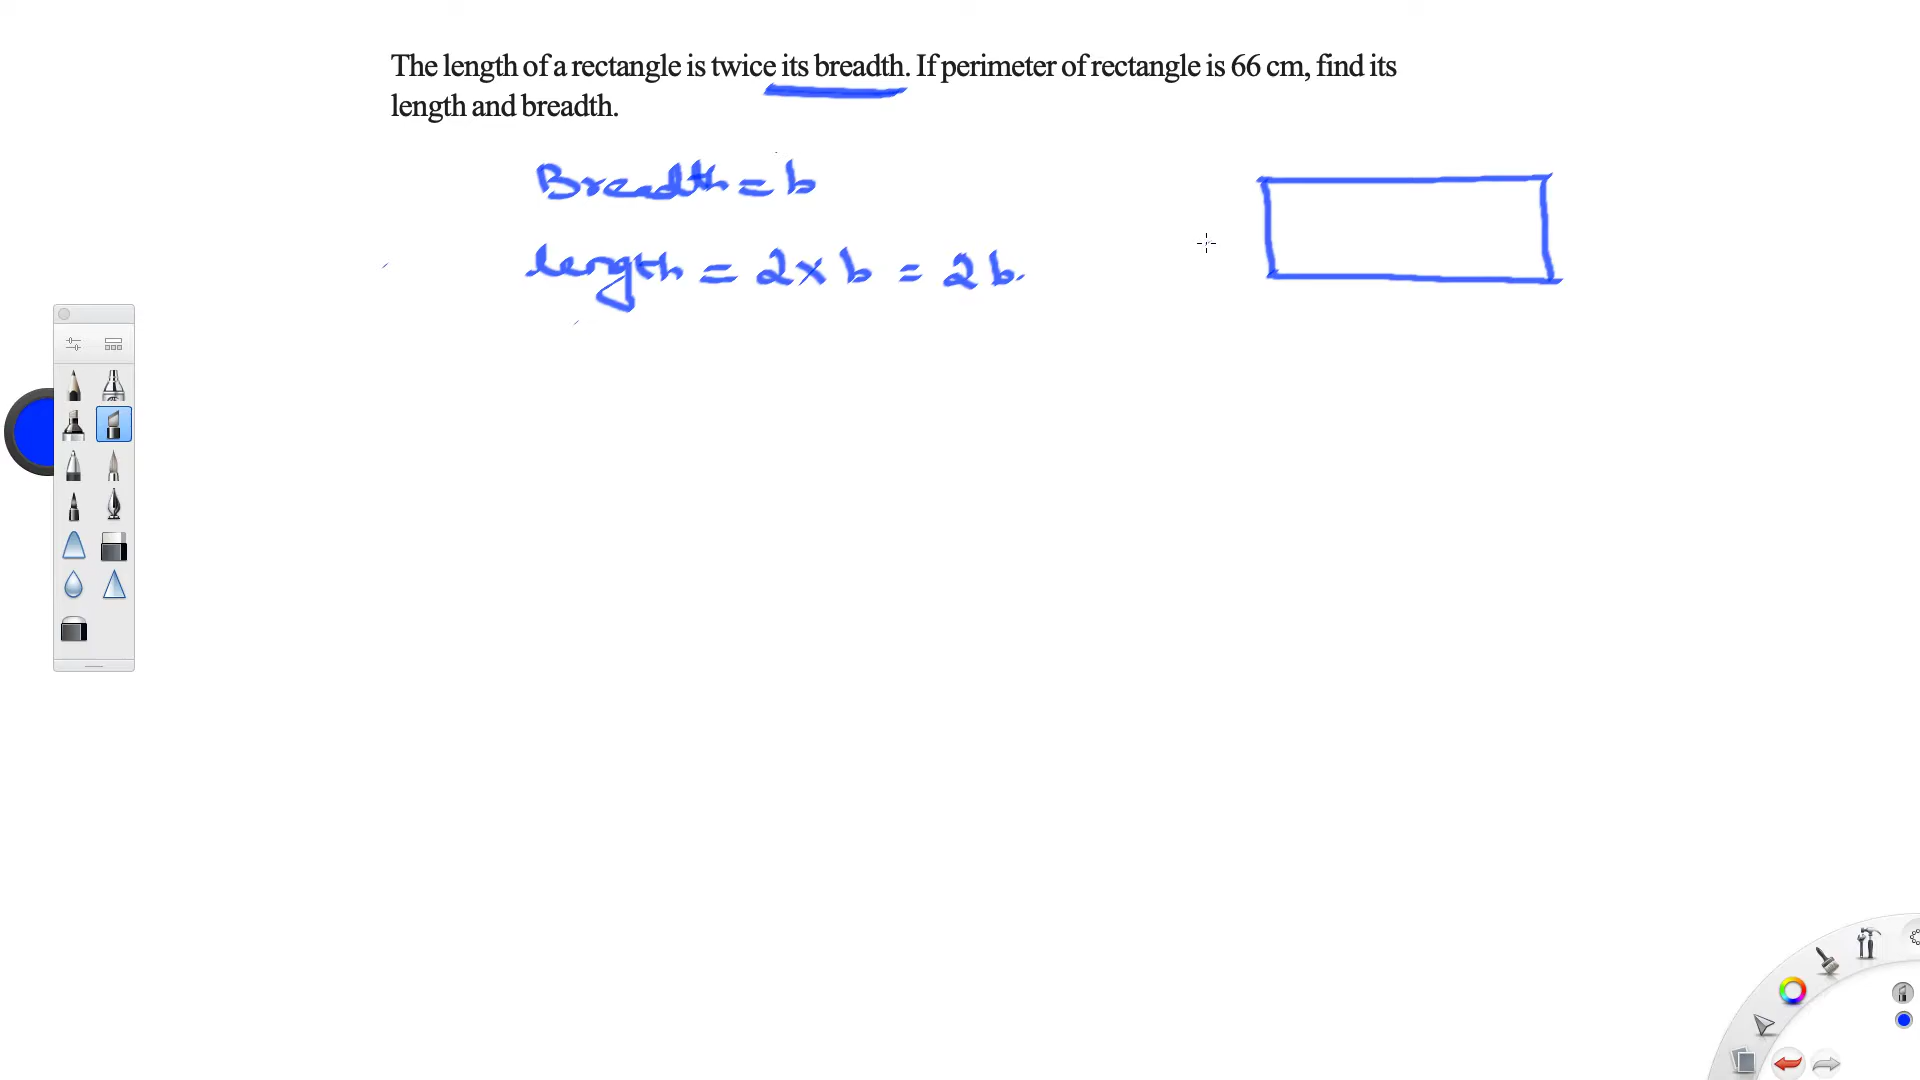 The length of a rectangle is twice its breadth. If perimeter of rectangle is 66 cm, find its
length and breadth.
Breadth = b
length = 2 x b = 2b.